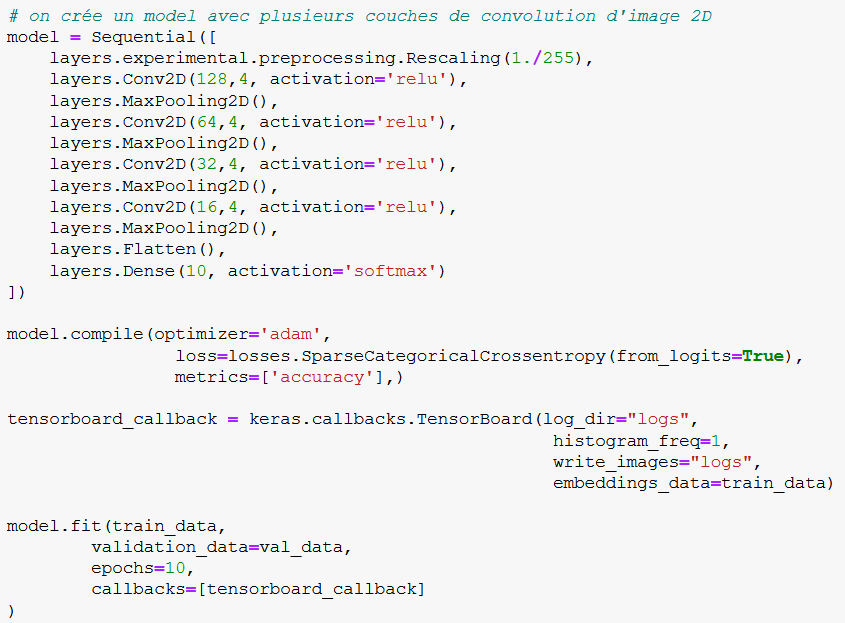 # on crée un model avec plusieurs couches de convolution d'image 2D
model = Sequential([
    layers.experimental.preprocessing.Rescaling(1./255),
    layers.Conv2D(128,4, activation='relu'),
    layers.MaxPooling2D(),
    layers.Conv2D(64,4, activation='relu'),
    layers.MaxPooling2D(),
    layers.Conv2D(32,4, activation='relu'),
    layers.MaxPooling2D(),
    layers.Conv2D(16,4, activation='relu'),
    layers.MaxPooling2D(),
    layers.Flatten(),
    layers.Dense(10, activation='softmax')
])

model.compile(optimizer='adam',
                loss=losses.SparseCategoricalCrossentropy(from_logits=True),
                metrics=['accuracy'],)

tensorboard_callback = keras.callbacks.TensorBoard(log_dir="logs",
                                                    histogram_freq=1,
                                                    write_images="logs",
                                                    embeddings_data=train_data)

model.fit(train_data,
        validation_data=val_data,
        epochs=10,
        callbacks=[tensorboard_callback]
)